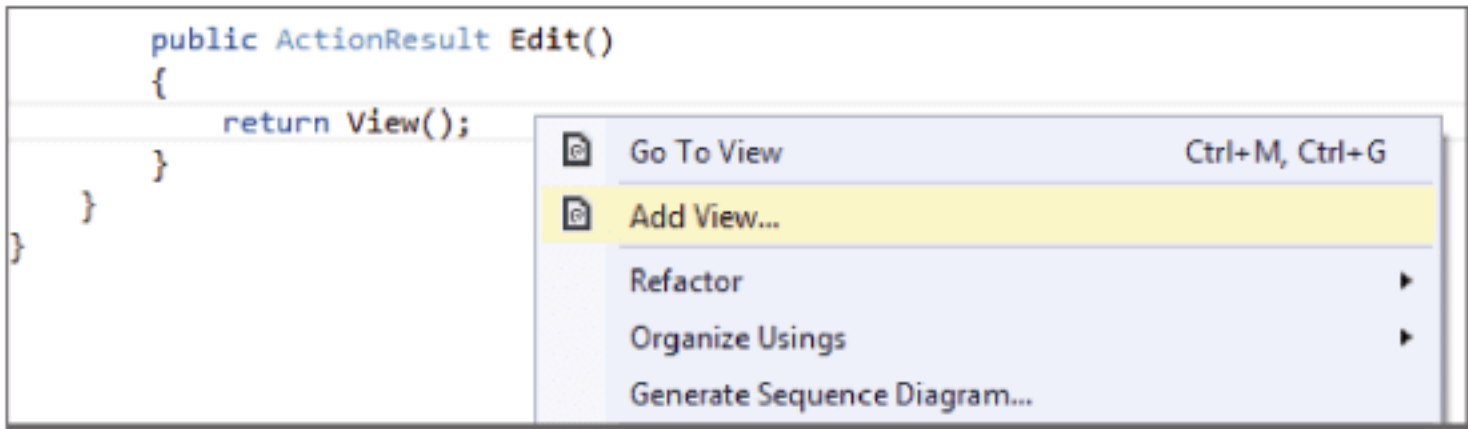 public ActionResult Edit()
{
return View();
}
}
}
Go To View Ctrl+M, Ctrl+G
Add View...
Refactor
Organize Usings
Generate Sequence Diagram...